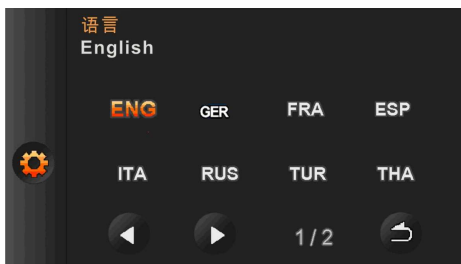 语言
English
ENG GER FRA ESP
ITA RUS TUR THA
1/2